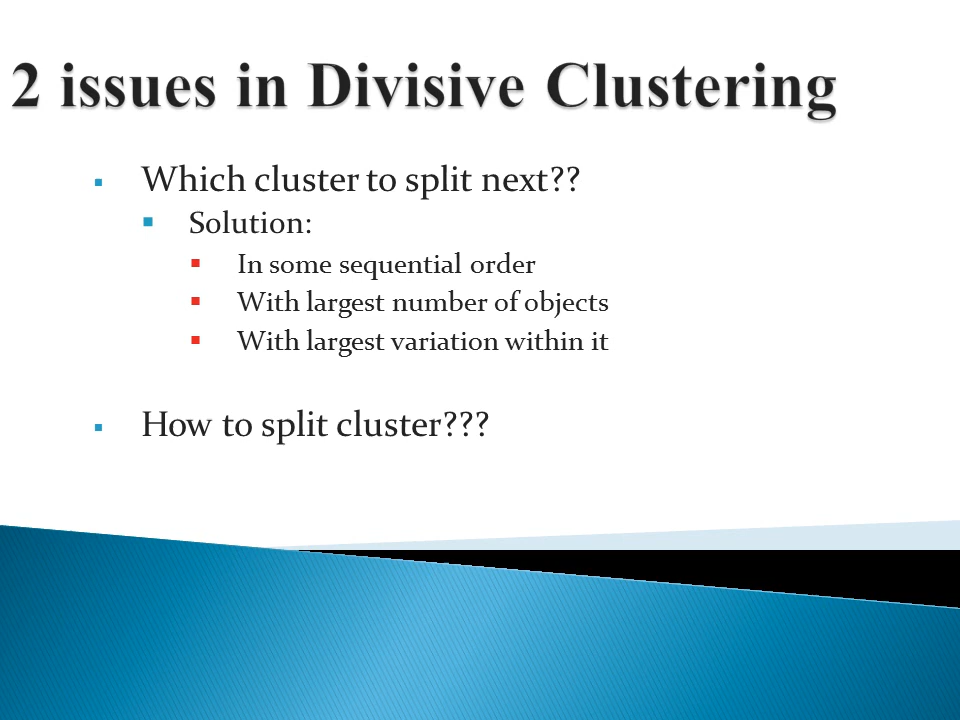 2 issues in Divisive Clustering
Which cluster to split next??
Solution:
In some sequential order
With largest number of objects
With largest variation within it
How to split cluster???